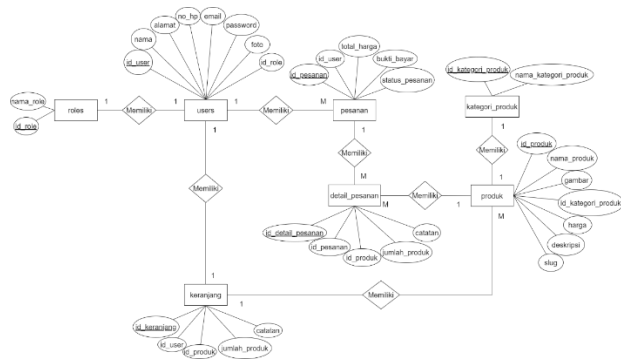 no_hp
email
alamat
password
nama
foto
id_user
id_role
total_harga
id_user
bukti_bayar
id_pesanan
status_pesanan
id_kategori_produk
nama_kategori_produk
nama_role
id_role
roles
1
Memiliki
1
users
1
Memiliki
M
pesanan
kategori_produk
1
1
1
Memiliki
Memiliki
Memiliki
id_produk
nama_produk
gambar
id_kategori_produk
harga
deskripsi
slug
M
1
detail_pesanan
M
Memiliki
1
produk
M
id_detail_pesanan
id_pesanan
id_produk
jumlah_produk
catatan
1
keranjang
1
Memiliki
id_keranjang
id_user
id_produk
jumlah_produk
catatan